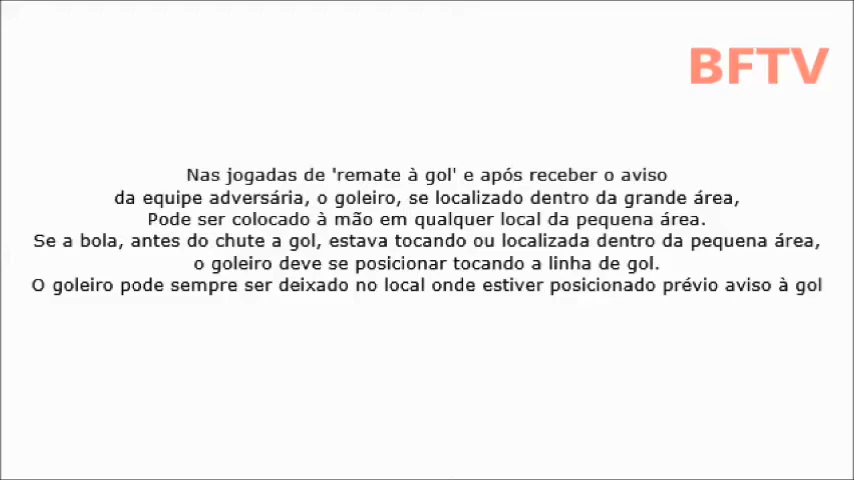 BFTV
Nas jogadas de 'remate à gol' e após receber o aviso
da equipe adversária, o goleiro, se localizado dentro da grande área,
Pode ser colocado à mão em qualquer local da pequena área.
Se a bola, antes do chute a gol, estava tocando ou localizada dentro da pequena área,
o goleiro deve se posicionar tocando a linha de gol.
O goleiro pode sempre ser deixado no local onde estiver posicionado prévio aviso à gol